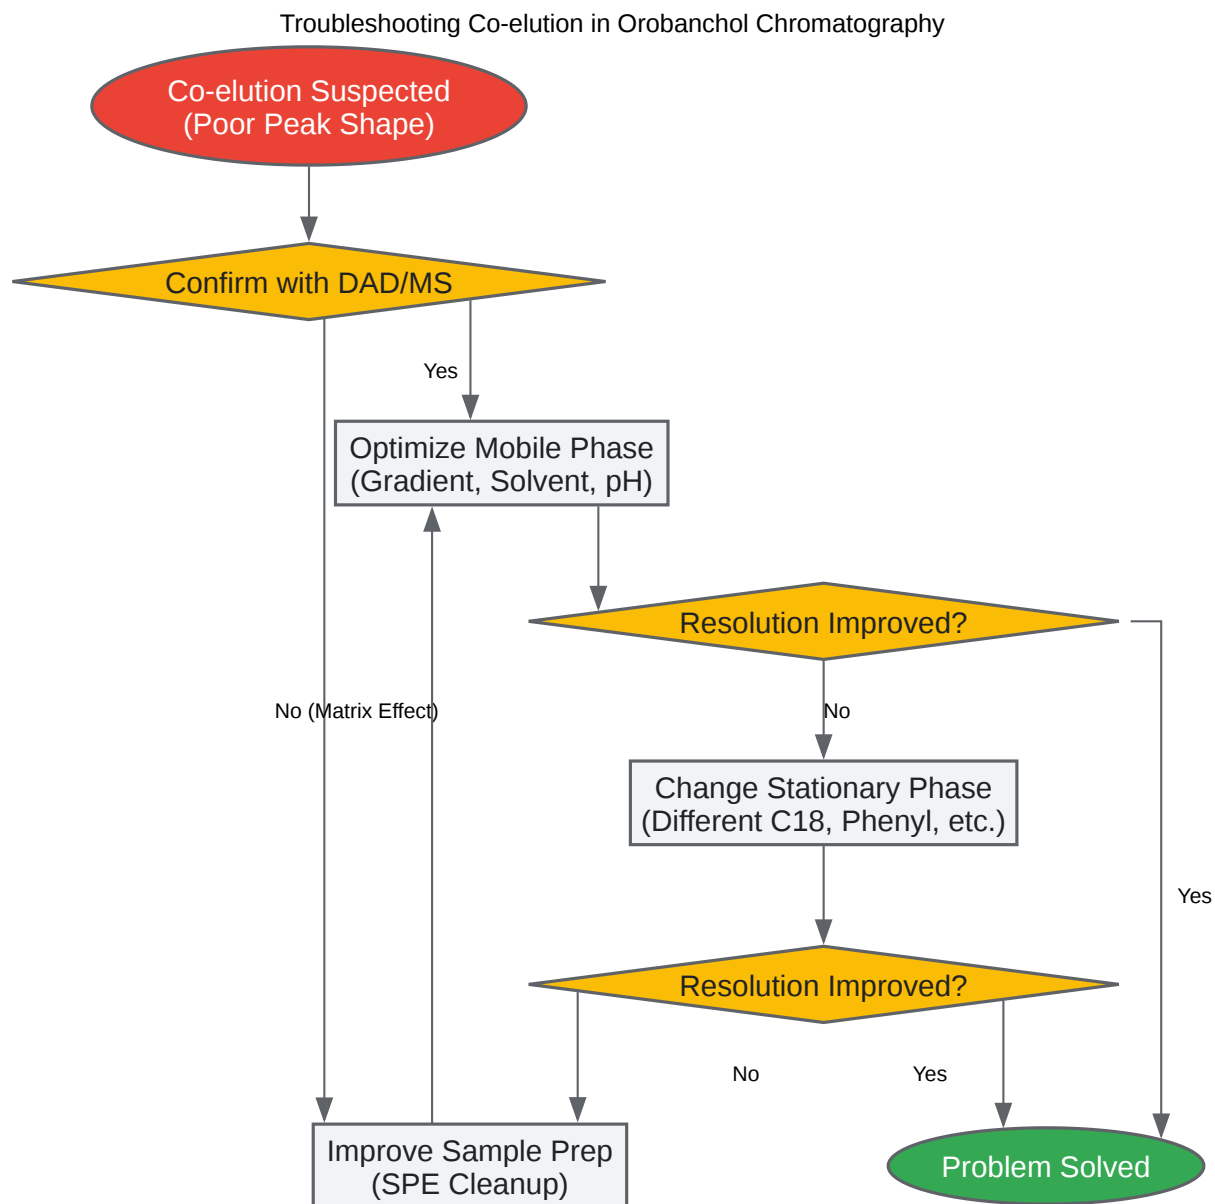 Troubleshooting Co-elution in Orobanchol Chromatography
Co-elution Suspected
(Poor Peak Shape)
Confirm with DAD/MS
Yes
Optimize Mobile Phase
(Gradient, Solvent, pH)
Resolution Improved?
No (Matrix Effect)
No
Change Stationary Phase
(Different C18, Phenyl, etc.)
Yes
Resolution Improved?
No
Yes
Improve Sample Prep
(SPE Cleanup)
Problem Solved